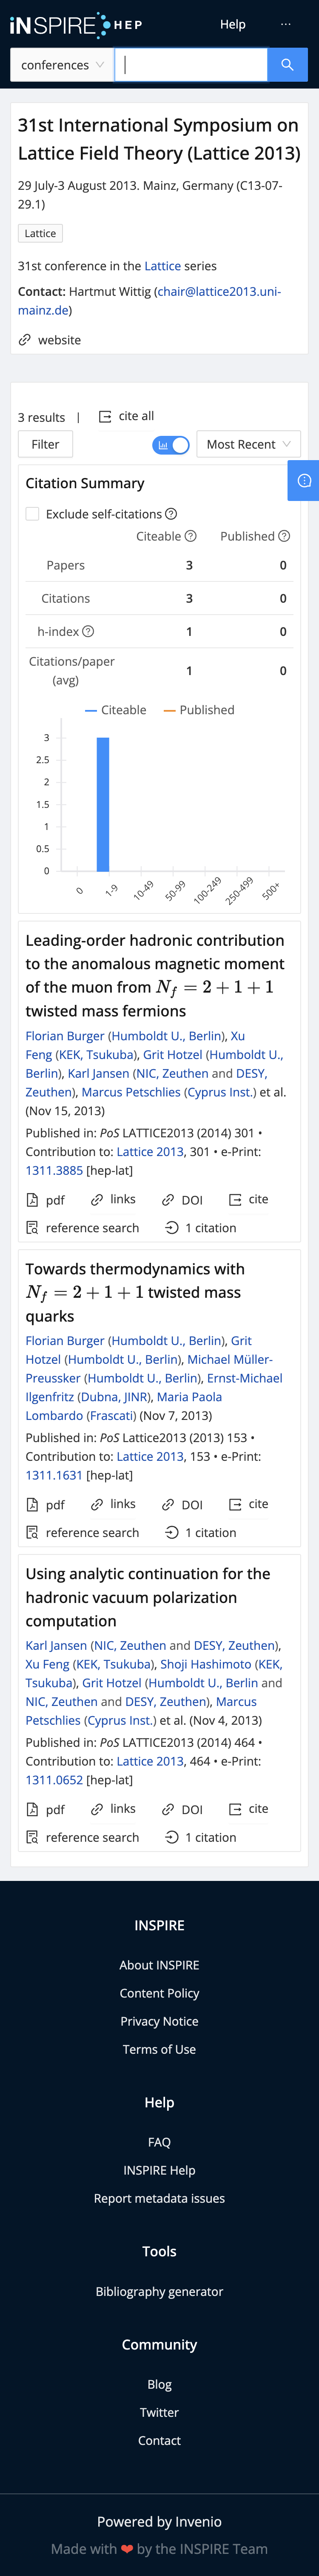 iNSPIRE HEP
Help
...
conferences
31st International Symposium on
Lattice Field Theory (Lattice 2013)
29 July-3 August 2013. Mainz, Germany (C13-07-
29.1)
Lattice
31st conference in the Lattice series
Contact: Hartmut Wittig (chair@lattice2013.uni-
mainz.de)
website
3 results | cite all
Filter
Most Recent
Citation Summary
Exclude self-citations
Citeable Published
Papers 3 0
Citations 3 0
h-index 1 0
Citations/paper
(avg) 1 0
Citeable Published
3
2.5
2
1.5
1
0.5
0
0 1-9 10-49 50-99 100-249 250-499 500+
Leading-order hadronic contribution
to the anomalous magnetic moment
of the muon from N_f = 2 + 1 + 1
twisted mass fermions
Florian Burger (Humboldt U., Berlin), Xu
Feng (KEK, Tsukuba), Grit Hotzel (Humboldt U.,
Berlin), Karl Jansen (NIC, Zeuthen and DESY,
Zeuthen), Marcus Petschlies (Cyprus Inst.) et al.
(Nov 15, 2013)
Published in: PoS LATTICE2013 (2014) 301 •
Contribution to: Lattice 2013, 301 • e-Print:
1311.3885 [hep-lat]
pdf links DOI cite
reference search 1 citation
Towards thermodynamics with
N_f = 2 + 1 + 1 twisted mass
quarks
Florian Burger (Humboldt U., Berlin), Grit
Hotzel (Humboldt U., Berlin), Michael Müller-
Preussker (Humboldt U., Berlin), Ernst-Michael
Ilgenfritz (Dubna, JINR), Maria Paola
Lombardo (Frascati) (Nov 7, 2013)
Published in: PoS Lattice2013 (2013) 153 •
Contribution to: Lattice 2013, 153 • e-Print:
1311.1631 [hep-lat]
pdf links DOI cite
reference search 1 citation
Using analytic continuation for the
hadronic vacuum polarization
computation
Karl Jansen (NIC, Zeuthen and DESY, Zeuthen),
Xu Feng (KEK, Tsukuba), Shoji Hashimoto (KEK,
Tsukuba), Grit Hotzel (Humboldt U., Berlin and
NIC, Zeuthen and DESY, Zeuthen), Marcus
Petschlies (Cyprus Inst.) et al. (Nov 4, 2013)
Published in: PoS LATTICE2013 (2014) 464 •
Contribution to: Lattice 2013, 464 • e-Print:
1311.0652 [hep-lat]
pdf links DOI cite
reference search 1 citation
INSPIRE
About INSPIRE
Content Policy
Privacy Notice
Terms of Use
Help
FAQ
INSPIRE Help
Report metadata issues
Tools
Bibliography generator
Community
Blog
Twitter
Contact
Powered by Invenio
Made with ❤ by the INSPIRE Team